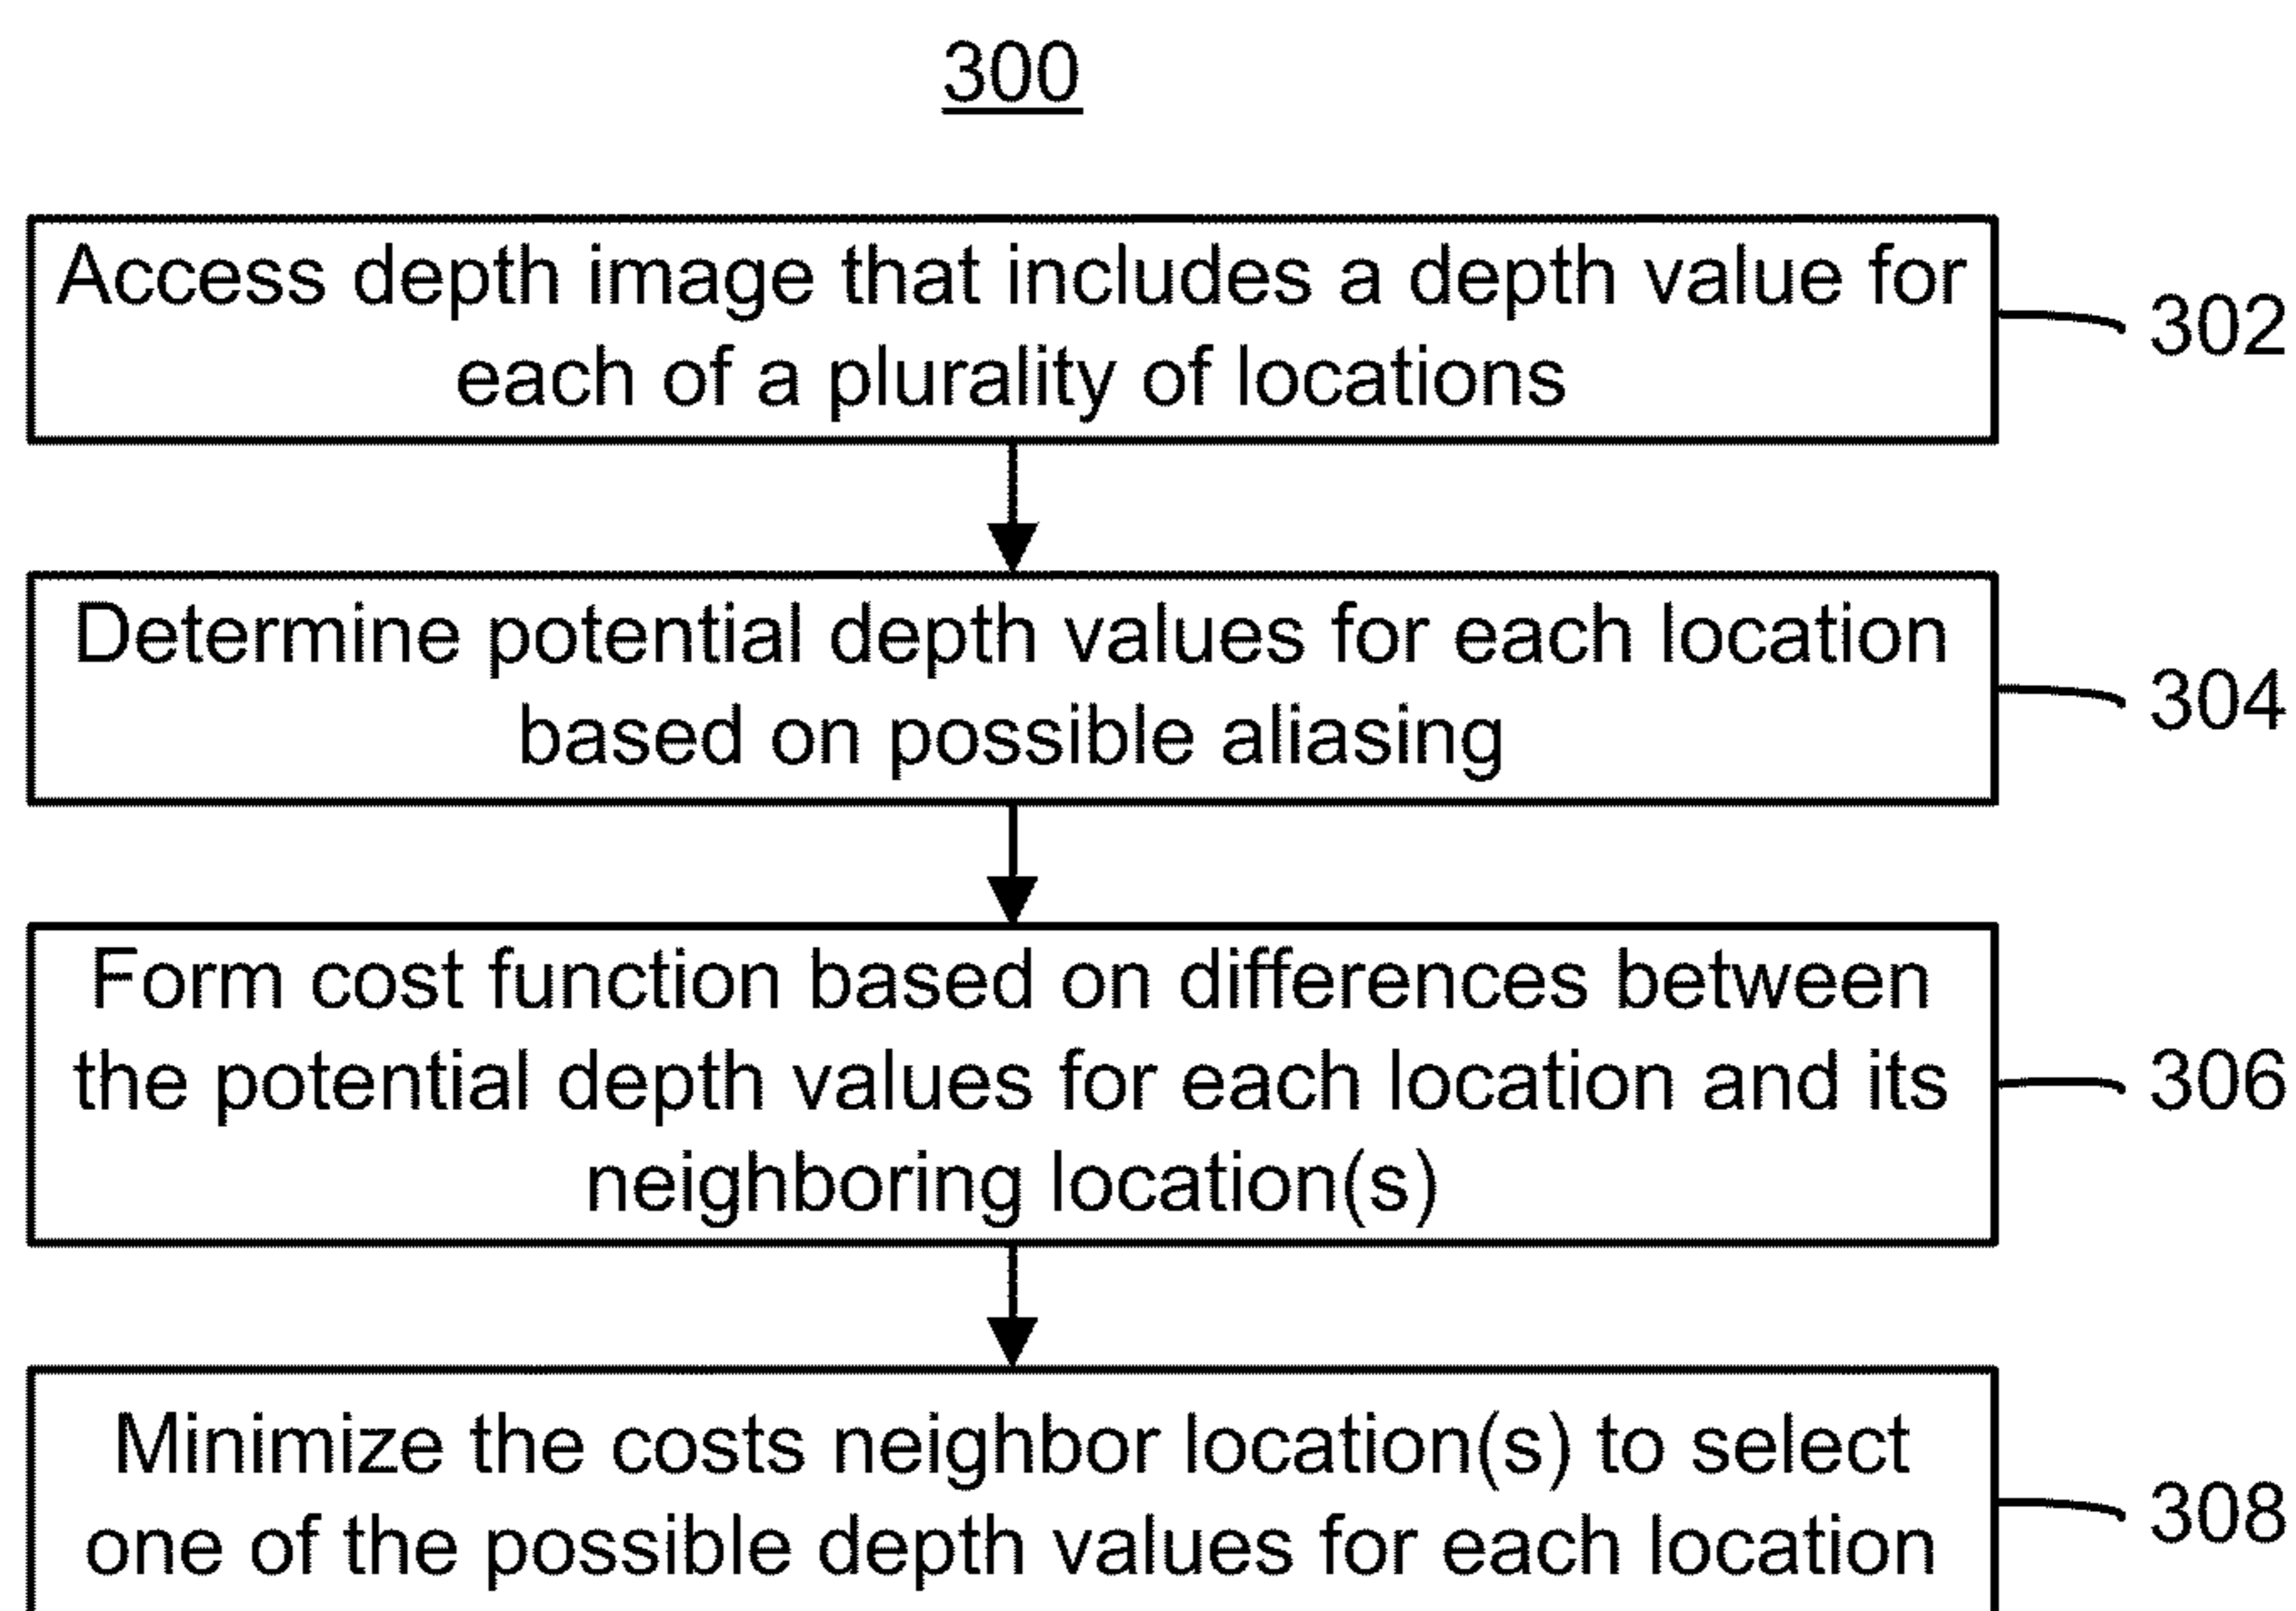 300
Access depth image that includes a depth value for
each of a plurality of locations
302
Determine potential depth values for each location
based on possible aliasing
304
Form cost function based on differences between
the potential depth values for each location and its
neighboring location(s)
306
Minimize the costs neighbor location(s) to select
one of the possible depth values for each location
308